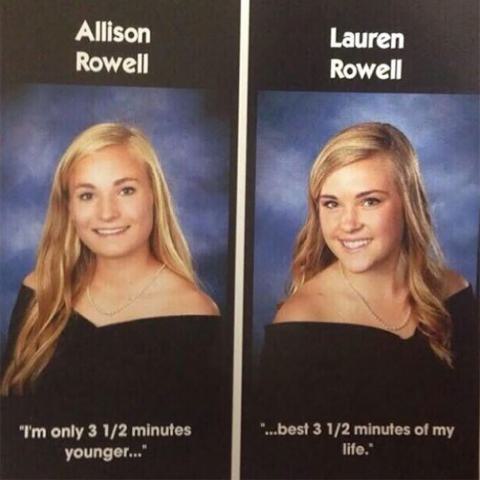 Allison
Rowell
"I'm only 3 1/2 minutes
younger..."
Lauren
Rowell
"...best 3 1/2 minutes of my
life."